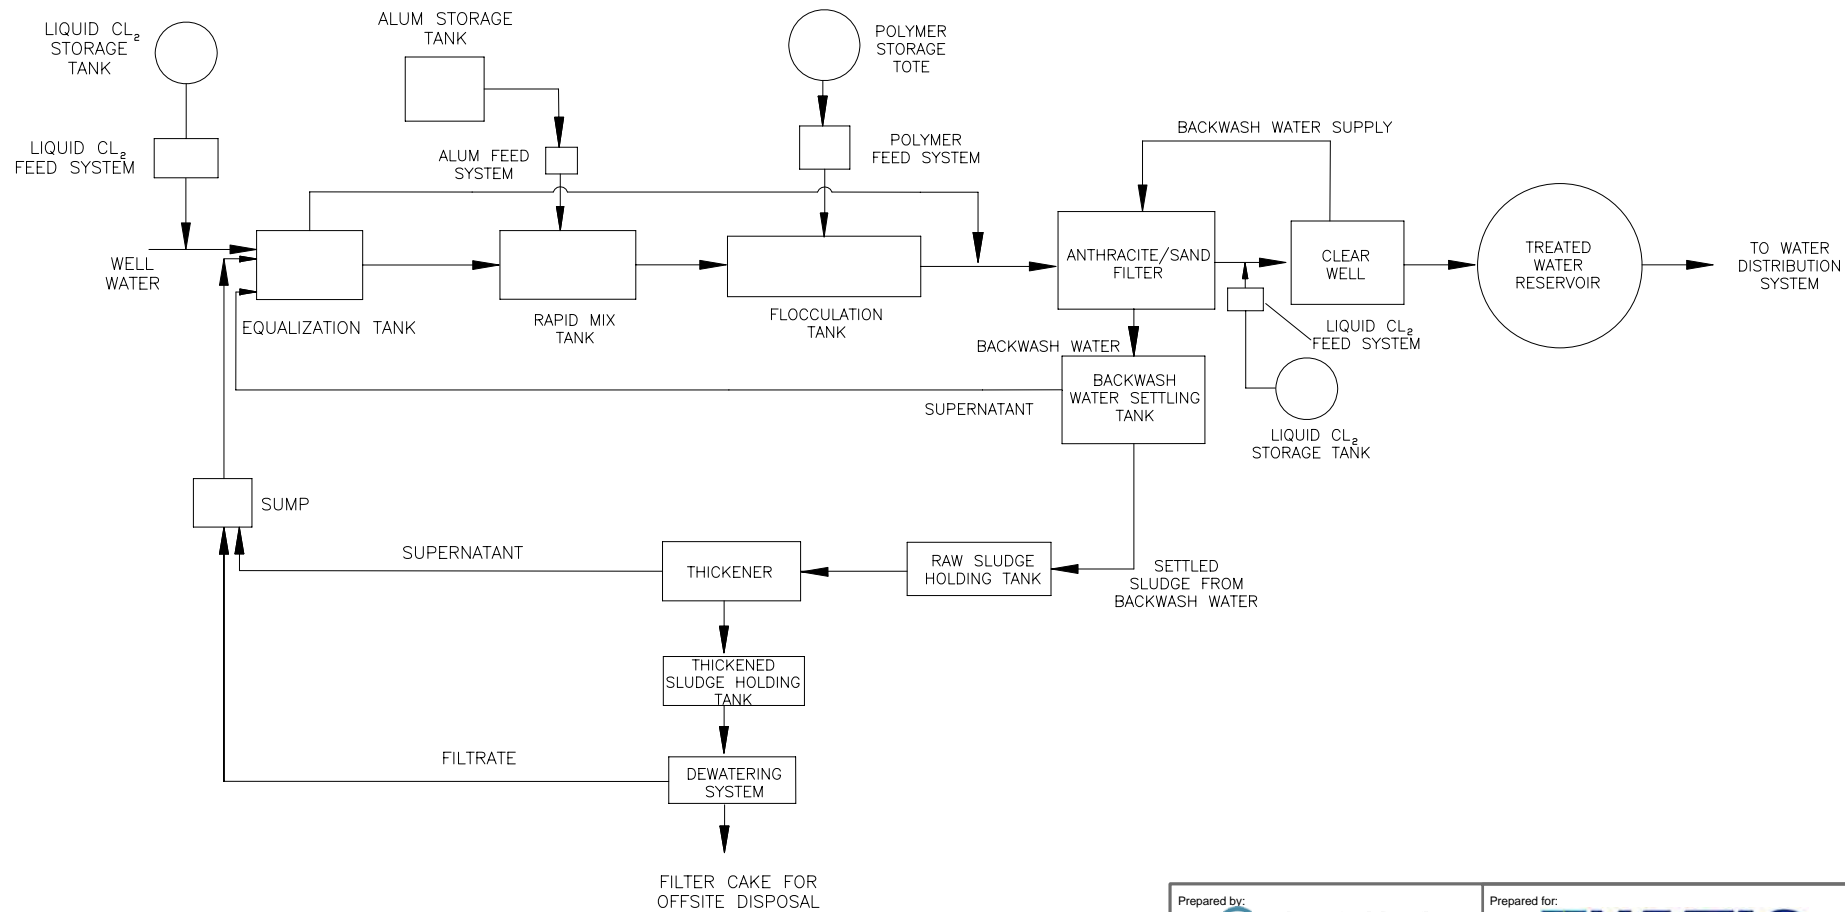 LIQUID CL₂
STORAGE
TANK
ALUM STORAGE
TANK
POLYMER
STORAGE
TOTE
LIQUID CL₂
FEED SYSTEM
ALUM FEED
SYSTEM
POLYMER
FEED SYSTEM
BACKWASH WATER SUPPLY
WELL
WATER
EQUALIZATION TANK
RAPID MIX
TANK
FLOCCULATION
TANK
ANTHRACITE/SAND
FILTER
CLEAR
WELL
TREATED
WATER
RESERVOIR
TO WATER
DISTRIBUTION
SYSTEM
LIQUID CL₂
FEED SYSTEM
BACKWASH WATER
BACKWASH
WATER SETTLING
TANK
SUPERNATANT
LIQUID CL₂
STORAGE TANK
SUMP
SUPERNATANT
THICKENER
RAW SLUDGE
HOLDING TANK
SETTLED
SLUDGE FROM
BACKWASH WATER
THICKENED
SLUDGE HOLDING
TANK
FILTRATE
DEWATERING
SYSTEM
FILTER CAKE FOR
OFFSITE DISPOSAL
Prepared by:
Prepared for: